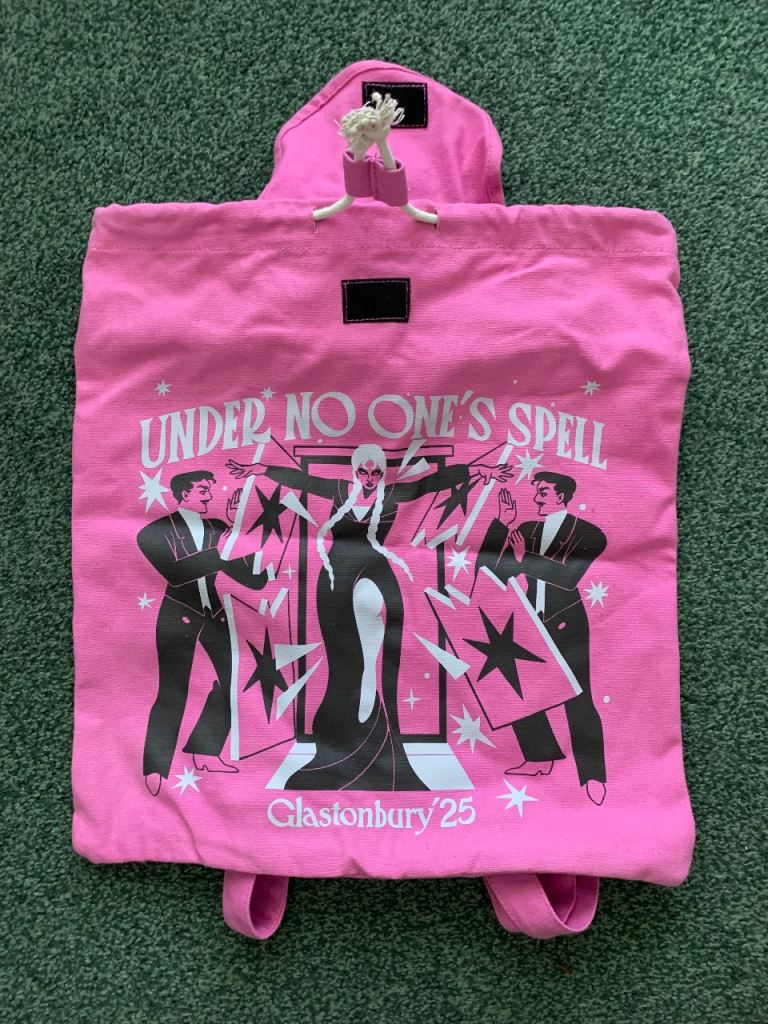 UNDER NO ONE'S SPELL
Glastonbury '25